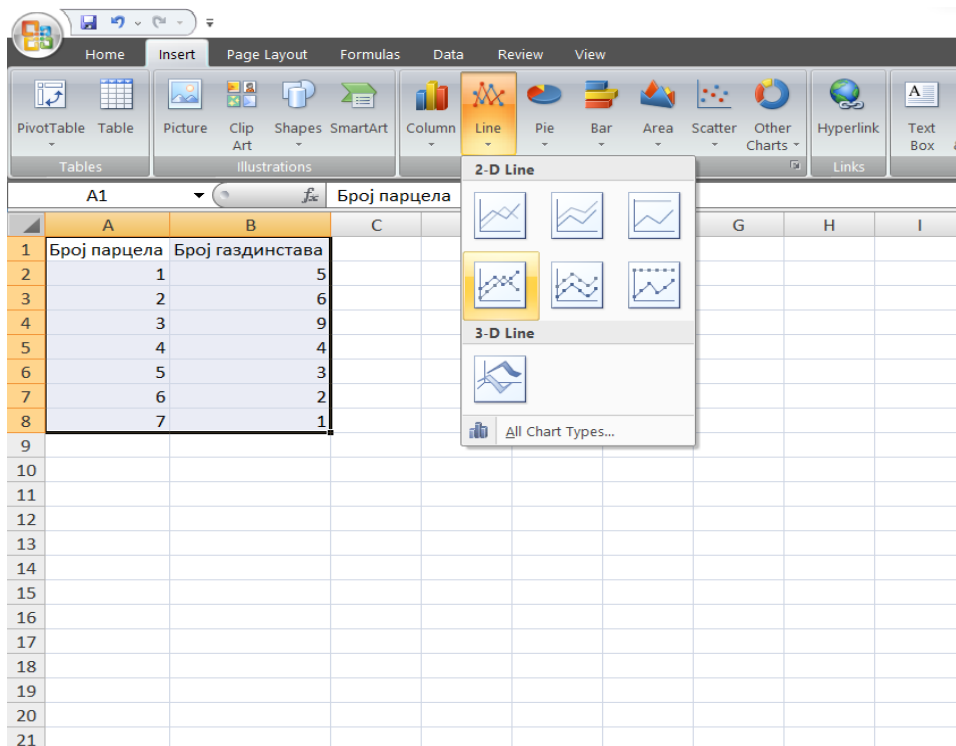 Home Insert Page Layout Formulas Data Review View
PivotTable Table Picture Clip Art Shapes SmartArt Column Line Pie Bar Area Scatter Other Charts Hyperlink Text Box
Tables Illustrations Links
2-D Line
A1 fx Број парцела
A B C G H I
1 Број парцела Број газдинстава
2 1 5
3 2 6
4 3 9
5 4 4
3-D Line
6 5 3
7 6 2
8 7 1
All Chart Types...
9
10
11
12
13
14
15
16
17
18
19
20
21